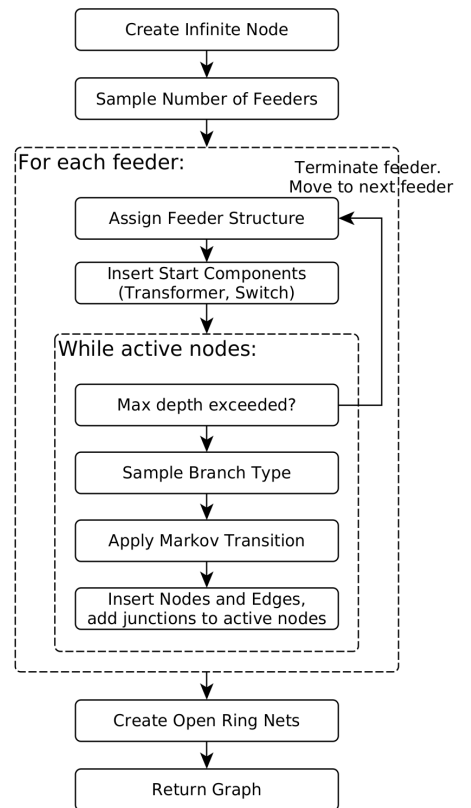 Create Infinite Node
Sample Number of Feeders
For each feeder:
Terminate feeder.
Move to next feeder
Assign Feeder Structure
Insert Start Components
(Transformer, Switch)
While active nodes:
Max depth exceeded?
Sample Branch Type
Apply Markov Transition
Insert Nodes and Edges,
add junctions to active nodes
Create Open Ring Nets
Return Graph